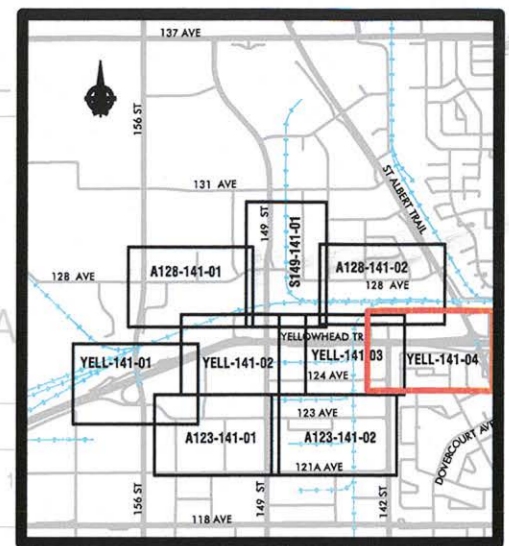 137 AVE
156 ST
ST ALBERT TRAIL
131 AVE
149 ST
S149-141-01
A128-141-01
A128-141-02
128 AVE
128 AVE
YELLOWHEAD TR
YELL-141-01
YELL-141-02
YELL-141-03
YELL-141-04
124 AVE
123 AVE
A123-141-01
A123-141-02
DOVERCOURT AVE
121A AVE
156 ST
149 ST
142 ST
118 AVE